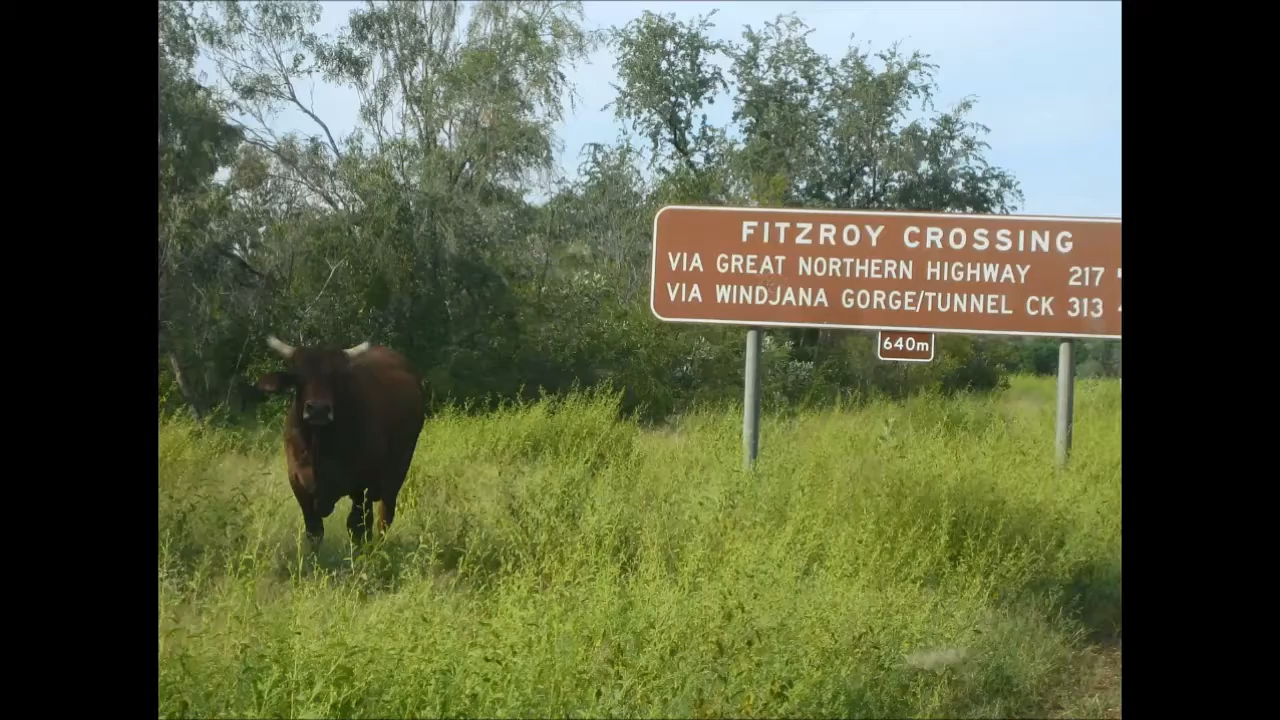 FITZROY CROSSING
VIA GREAT NORTHERN HIGHWAY 217
VIA WINDJANA GORGE/TUNNEL CK 313
640m